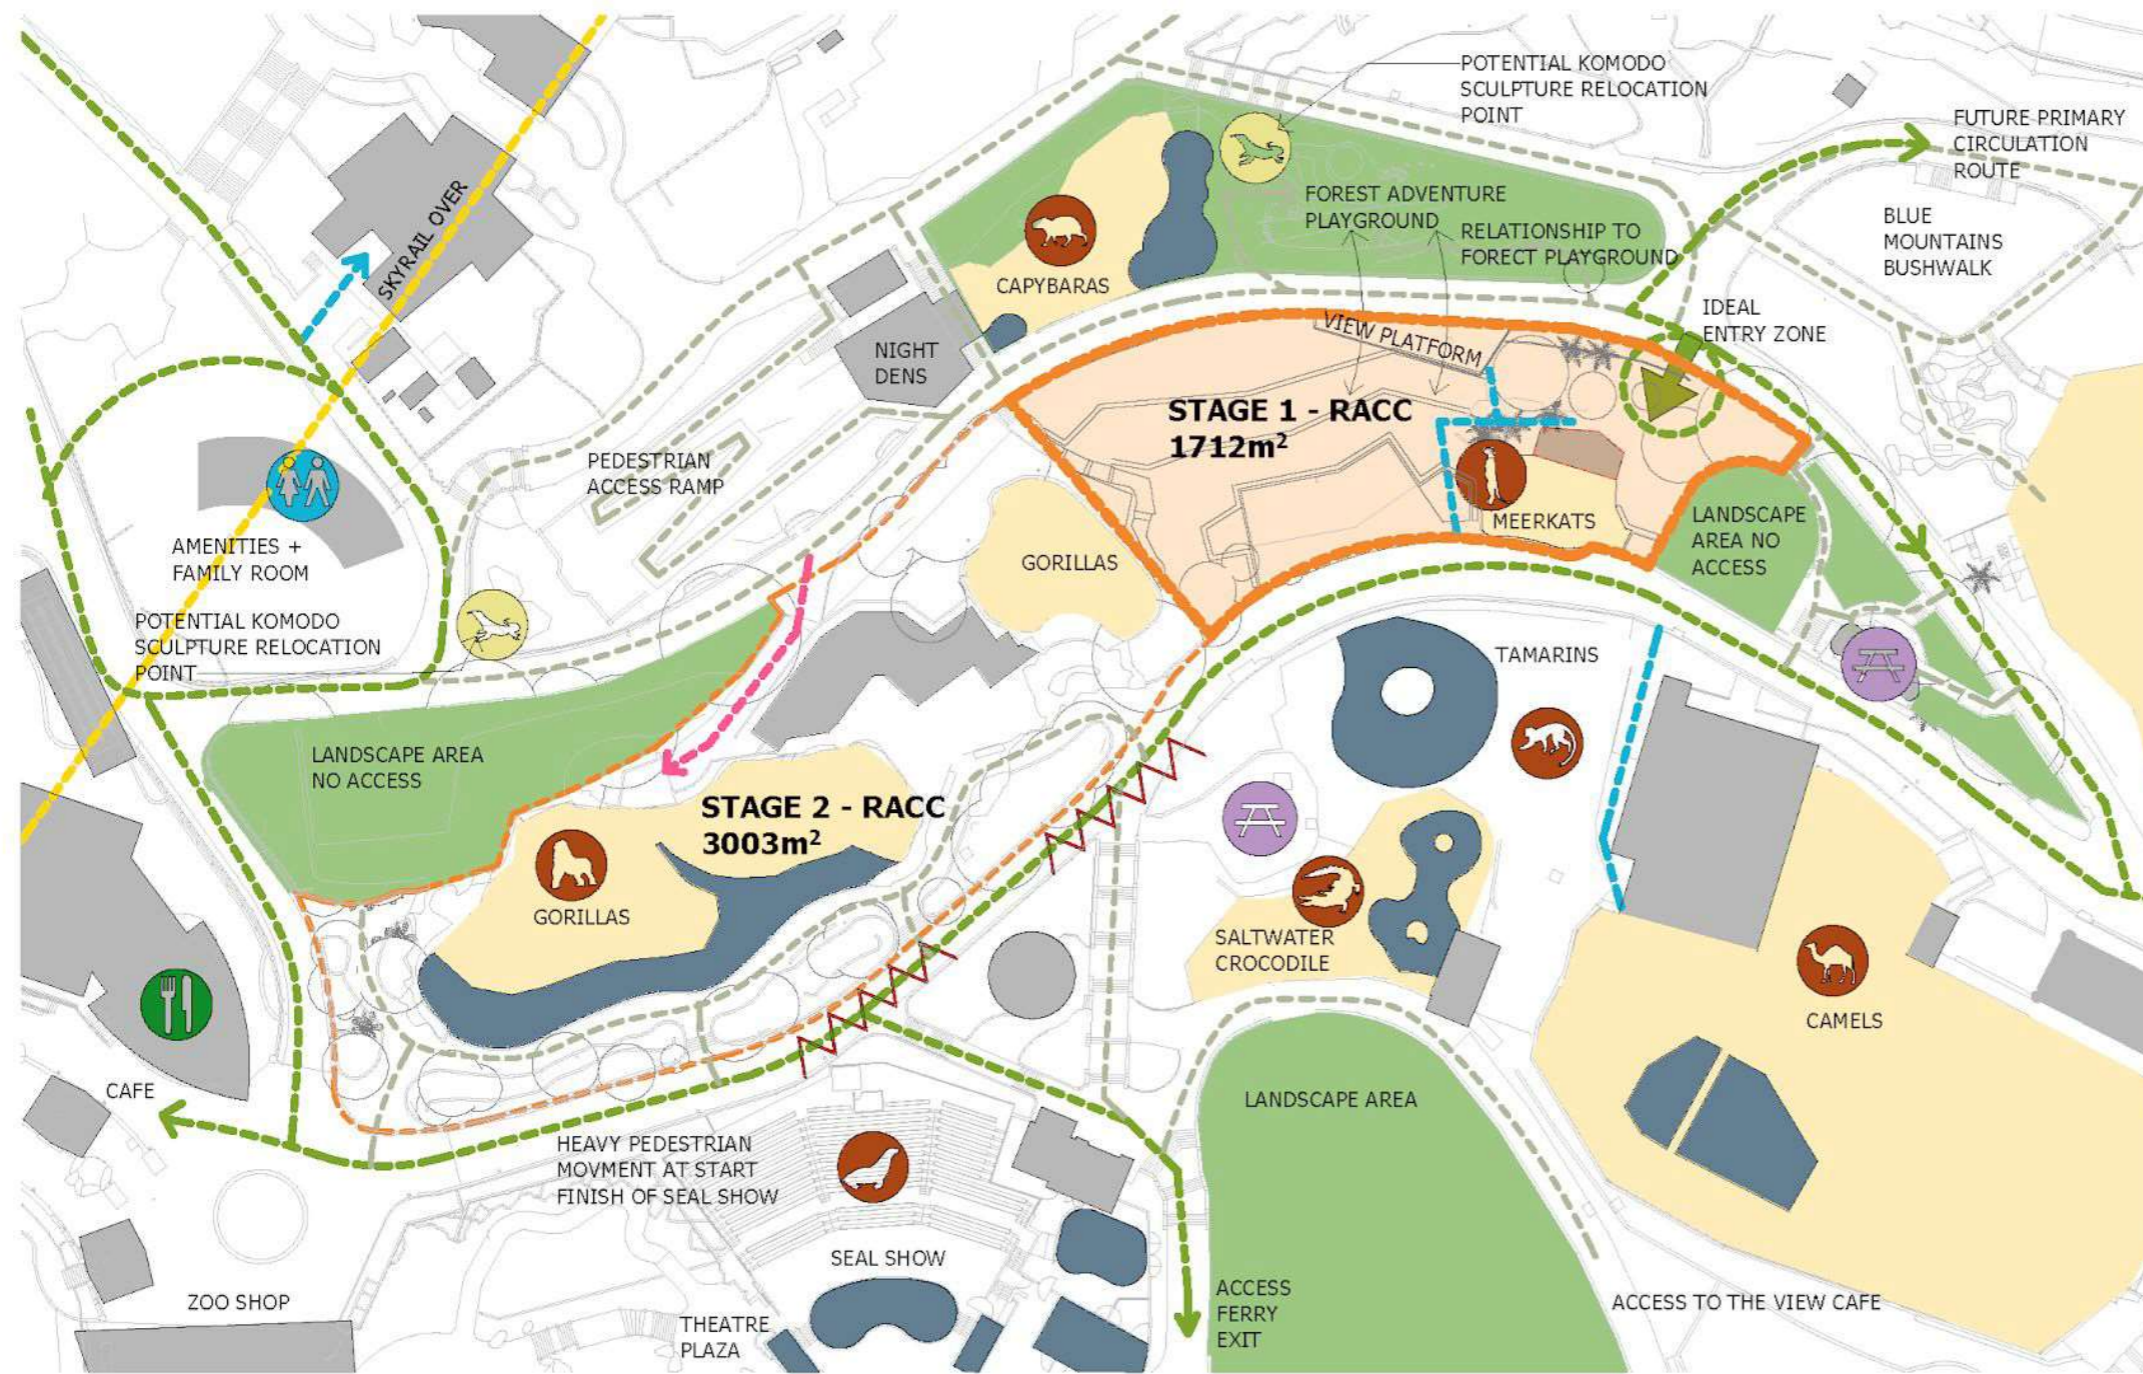 POTENTIAL KOMODO
SCULPTURE RELOCATION
POINT
FUTURE PRIMARY
CIRCULATION
ROUTE
SKYRAIL OVER
FOREST ADVENTURE
PLAYGROUND
RELATIONSHIP TO
FORECT PLAYGROUND
BLUE
MOUNTAINS
BUSHWALK
CAPYBARAS
IDEAL
ENTRY ZONE
VIEW PLATFORM
NIGHT
DENS
STAGE 1 - RACC
1712m²
PEDESTRIAN
ACCESS RAMP
MEERKATS
LANDSCAPE
AREA NO
ACCESS
GORILLAS
AMENITIES +
FAMILY ROOM
POTENTIAL KOMODO
SCULPTURE RELOCATION
POINT
TAMARINS
LANDSCAPE AREA
NO ACCESS
STAGE 2 - RACC
3003m²
GORILLAS
SALTWATER
CROCODILE
CAMELS
CAFE
LANDSCAPE AREA
HEAVY PEDESTRIAN
MOVMENT AT START
FINISH OF SEAL SHOW
SEAL SHOW
ZOO SHOP
THEATRE
PLAZA
ACCESS
FERRY
EXIT
ACCESS TO THE VIEW CAFE